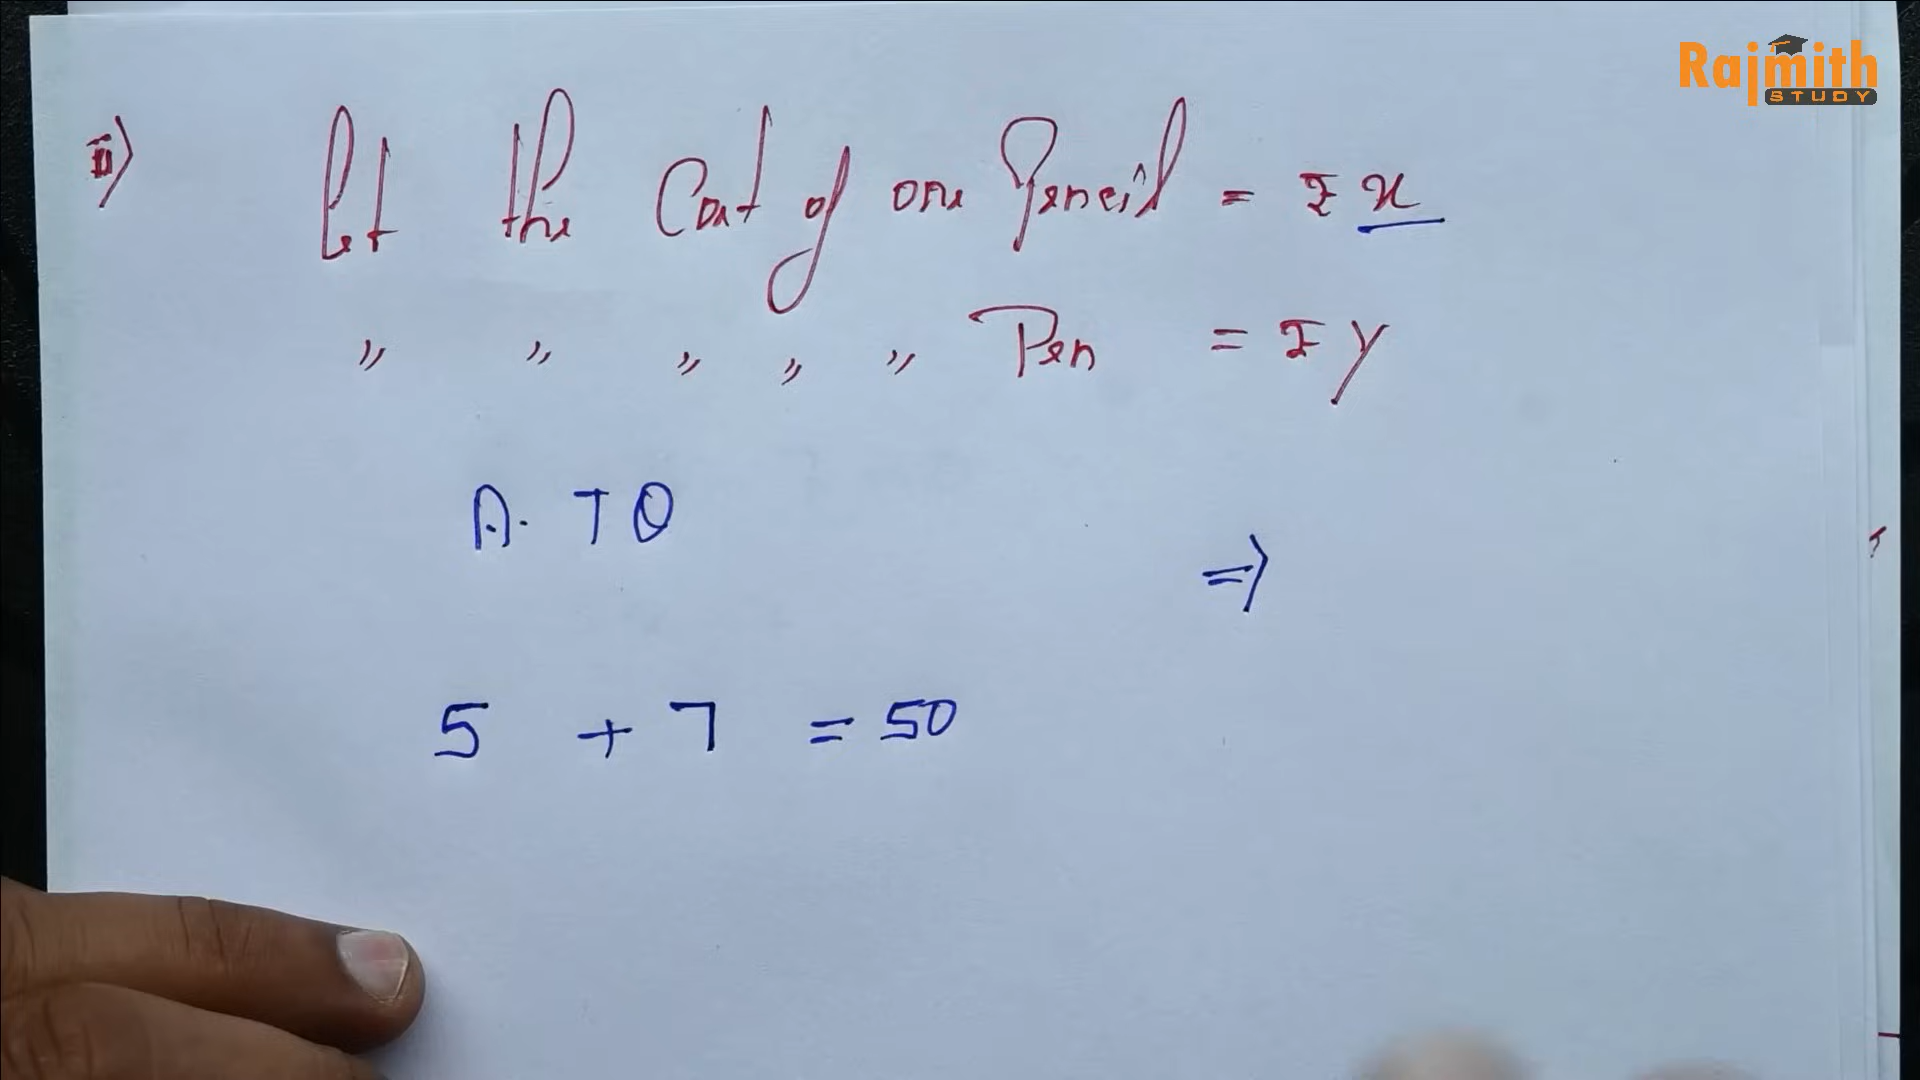 Rajmith
STUDY
ii) let the Cost of one Pencil = ₹ x
" " " " " Pen = ₹ y
A. T Q
⇒
5 + 7 = 50